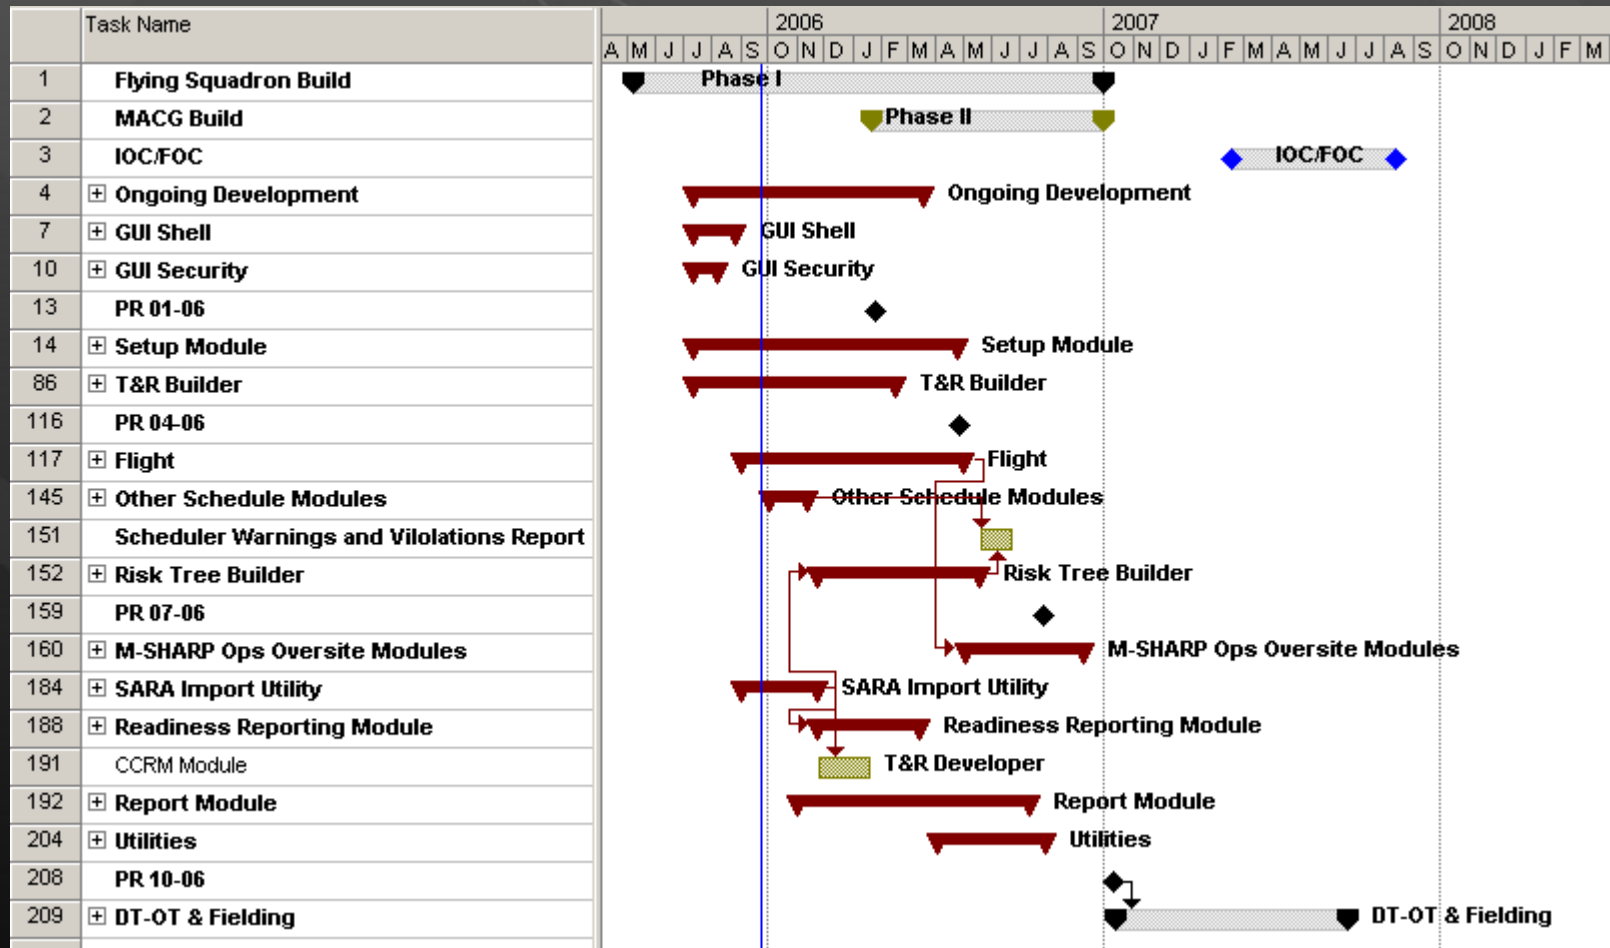 Task Name 2006 2007 2008
A M J J A S O N D J F M A M J J A S O N D J F M A M J J A S O N D J F M
1 Flying Squadron Build Phase I
2 MACG Build Phase II
3 IOC/FOC IOC/FOC
4 Ongoing Development Ongoing Development
7 GUI Shell GUI Shell
10 GUI Security GUI Security
13 PR 01-06
14 Setup Module Setup Module
86 T&R Builder T&R Builder
116 PR 04-06
117 Flight Flight
145 Other Schedule Modules Other Schedule Modules
151 Scheduler Warnings and Vilolations Report
152 Risk Tree Builder Risk Tree Builder
159 PR 07-06
160 M-SHARP Ops Oversite Modules M-SHARP Ops Oversite Modules
184 SARA Import Utility SARA Import Utility
188 Readiness Reporting Module Readiness Reporting Module
191 CCRM Module T&R Developer
192 Report Module Report Module
204 Utilities Utilities
208 PR 10-06
209 DT-OT & Fielding DT-OT & Fielding